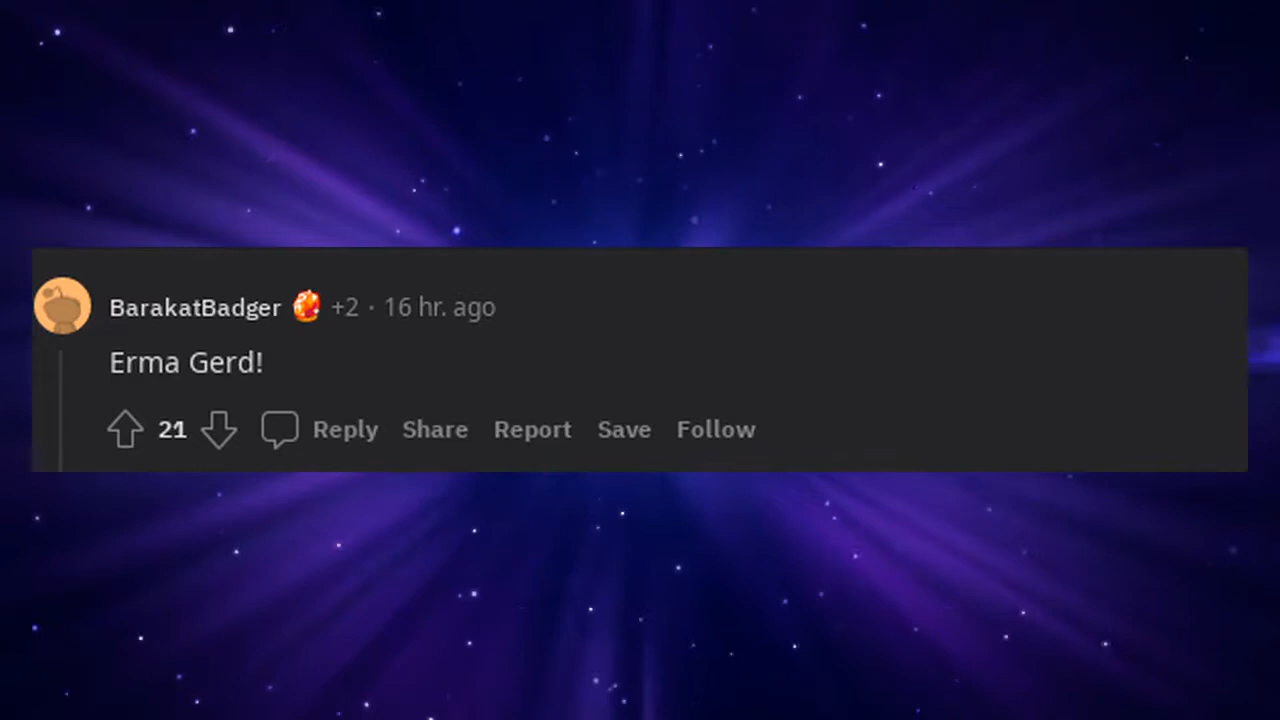 BarakatBadger +2 · 16 hr. ago
Erma Gerd!
21 Reply Share Report Save Follow